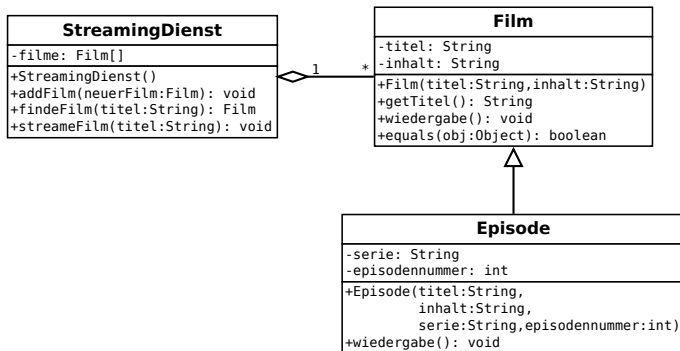 StreamingDienst
-filme: Film[]
+StreamingDienst()
+addFilm(neuerFilm:Film): void
+findeFilm(titel:String): Film
+streameFilm(titel:String): void
1
*
Film
-titel: String
-inhalt: String
+Film(titel:String,inhalt:String)
+getTitel(): String
+wiedergabe(): void
+equals(obj:Object): boolean
Episode
-serie: String
-episodennummer: int
+Episode(titel:String,
inhalt:String,
serie:String,episodennummer:int)
+wiedergabe(): void